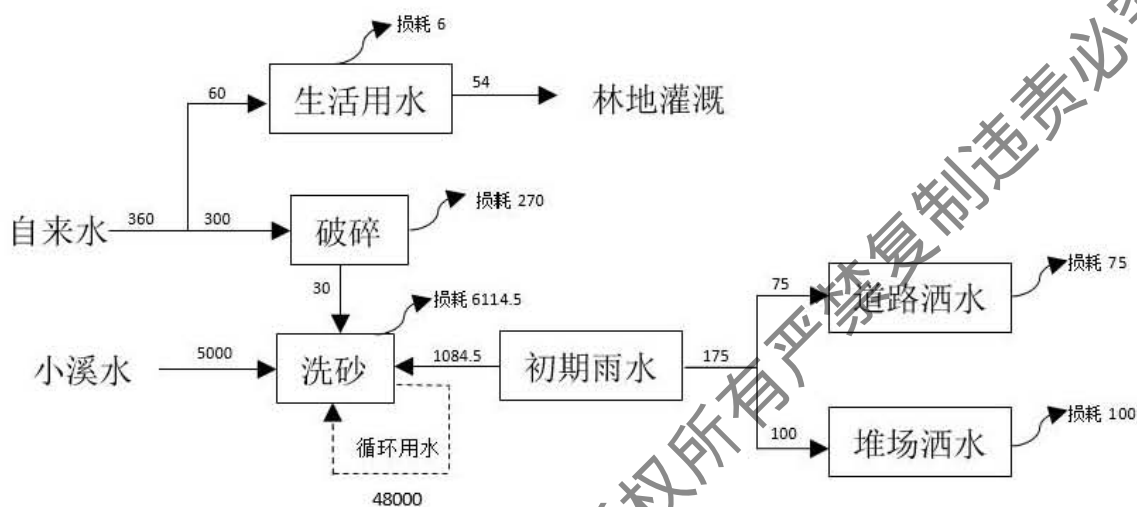 损耗 6
60
生活用水
54
林地灌溉
自来水
360
300
破碎
损耗 270
30
损耗 6114.5
小溪水
5000
洗砂
1084.5
初期雨水
175
75
道路洒水
损耗 75
100
堆场洒水
损耗 100
循环用水
48000
权所有严禁复制违责必